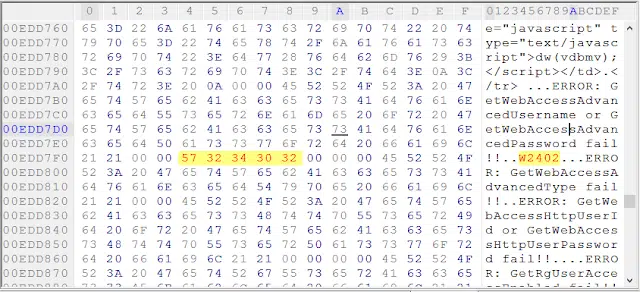 0 1 2 3 4 5 6 7 8 9 A B C D E F 0123456789ABCDEF
00EDD760 65 3D 22 6A 61 76 61 73 63 72 69 70 74 22 20 74 e="javascript" t
00EDD770 79 70 65 3D 22 74 65 78 74 2F 6A 61 76 61 73 63 ype="text/javasc
00EDD780 72 69 70 74 22 3E 64 77 28 76 64 62 6D 76 29 3B ript">dw(vdbmv);
00EDD790 3C 2F 73 63 72 69 70 74 3E 3C 2F 74 64 3E 0A 3C </script></td>.<
00EDD7A0 2F 74 72 3E 20 0A 00 00 45 52 52 4F 52 3A 20 47 /tr> ...ERROR: G
00EDD7B0 65 74 57 65 62 41 63 63 65 73 73 41 64 76 61 6E etWebAccessAdvan
00EDD7C0 63 65 64 55 73 65 72 6E 61 6D 65 20 6F 72 20 47 cedUsername or G
00EDD7D0 65 74 57 65 62 41 63 63 65 73 73 41 64 76 61 6E etWebAccessAdvan
00EDD7E0 63 65 64 50 61 73 73 77 6F 72 64 20 66 61 69 6C cedPassword fail
00EDD7F0 21 21 00 00 57 32 34 30 32 00 00 00 45 52 52 4F !!..W2402...ERRO
00EDD800 52 3A 20 47 65 74 57 65 62 41 63 63 65 73 73 41 R: GetWebAccessA
00EDD810 64 76 61 6E 63 65 64 54 79 70 65 20 66 61 69 6C dvancedType fail
00EDD820 21 21 00 00 45 52 52 4F 52 3A 20 47 65 74 57 65 !!..ERROR: GetWe
00EDD830 62 41 63 63 65 73 73 48 74 74 70 55 73 65 72 49 bAccessHttpUserI
00EDD840 64 20 6F 72 20 47 65 74 57 65 62 41 63 63 65 73 d or GetWebAcces
00EDD850 73 48 74 74 70 55 73 65 72 50 61 73 73 77 6F 72 sHttpUserPasswor
00EDD860 64 20 66 61 69 6C 21 21 00 00 00 00 45 52 52 4F d fail!!....ERRO
00EDD870 52 3A 20 47 65 74 52 67 55 73 65 72 41 63 63 65 R: GetRgUserAcce